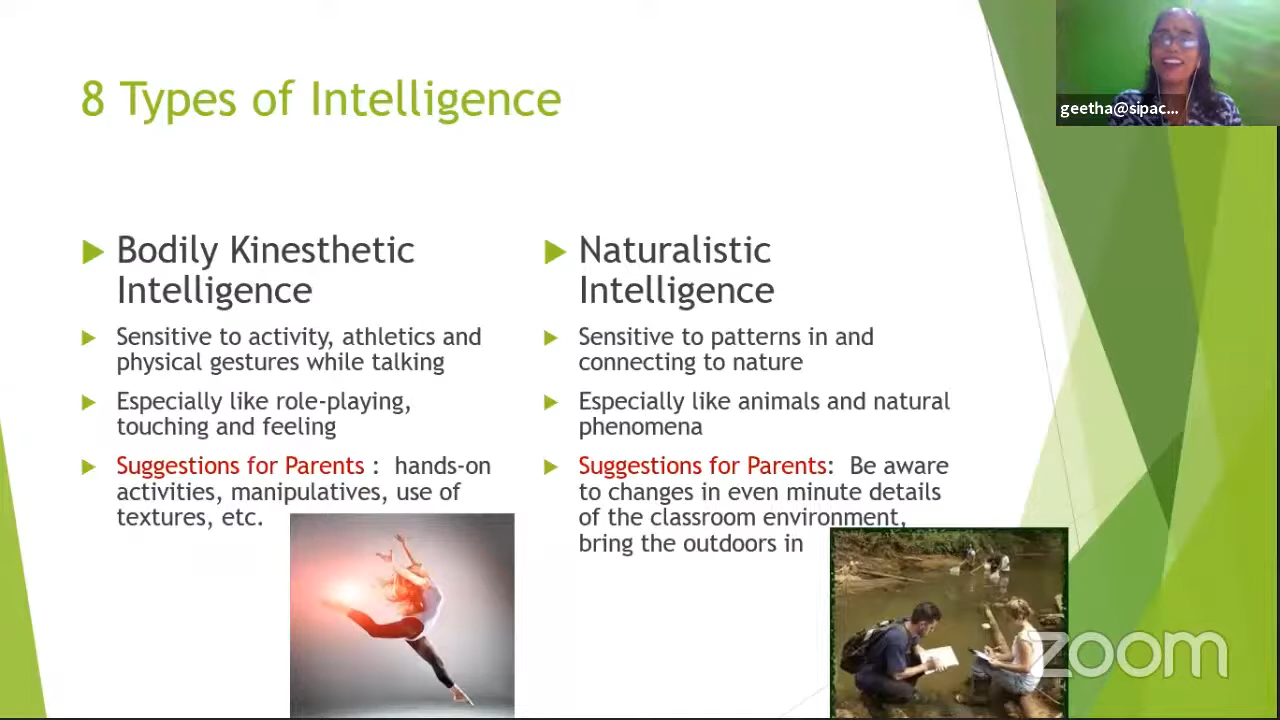 8 Types of Intelligence
geetha@sipac...
Bodily Kinesthetic
Intelligence
Sensitive to activity, athletics and
physical gestures while talking
Especially like role-playing,
touching and feeling
Suggestions for Parents :  hands-on
activities, manipulatives, use of
textures, etc.
Naturalistic
Intelligence
Sensitive to patterns in and
connecting to nature
Especially like animals and natural
phenomena
Suggestions for Parents:  Be aware
to changes in even minute details
of the classroom environment,
bring the outdoors in
zoom